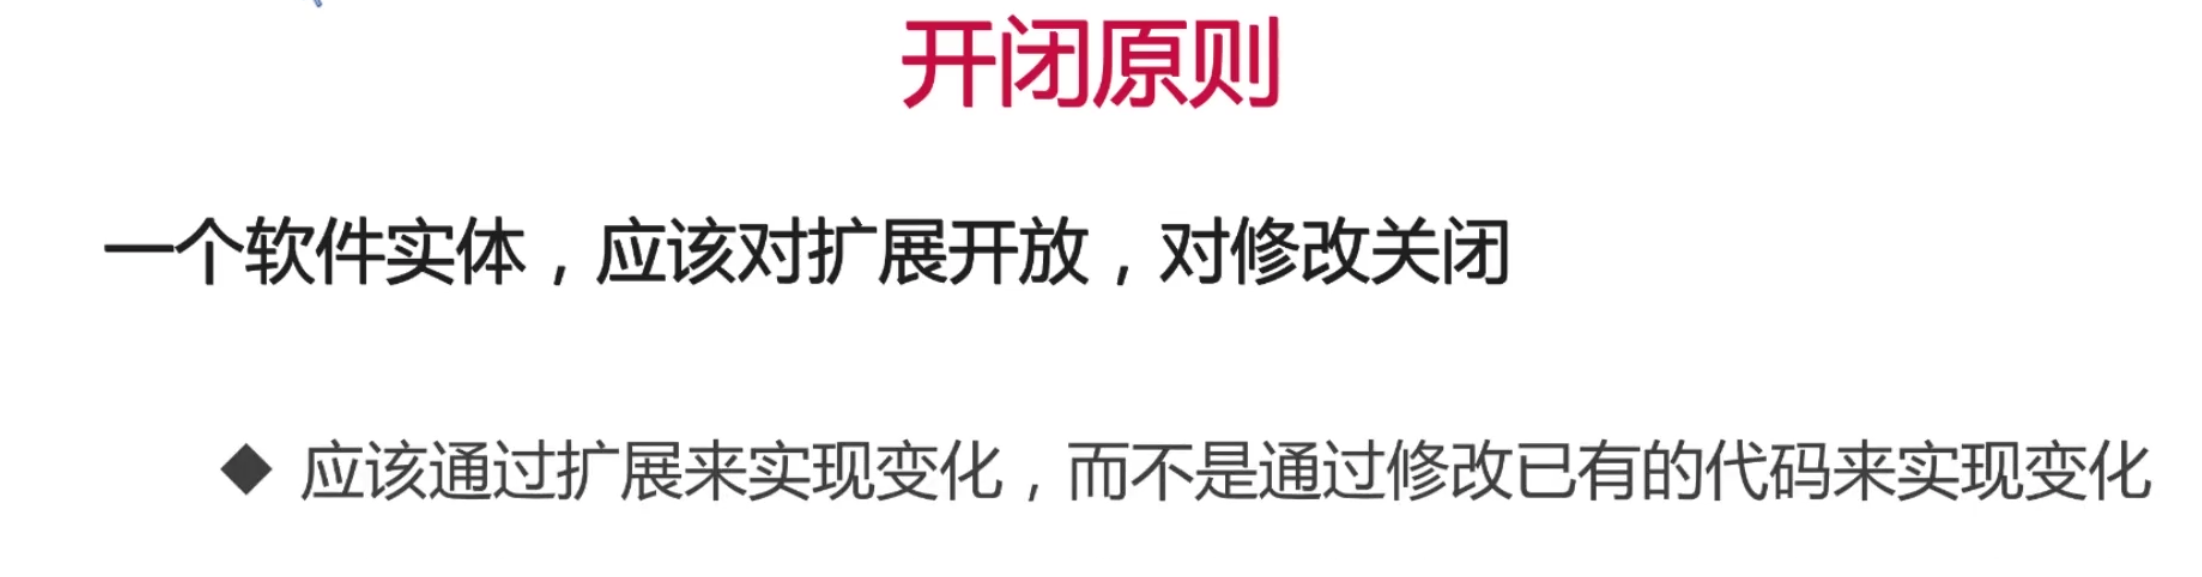 开闭原则
一个软件实体，应该对扩展开放，对修改关闭
◆ 应该通过扩展来实现变化，而不是通过修改已有的代码来实现变化